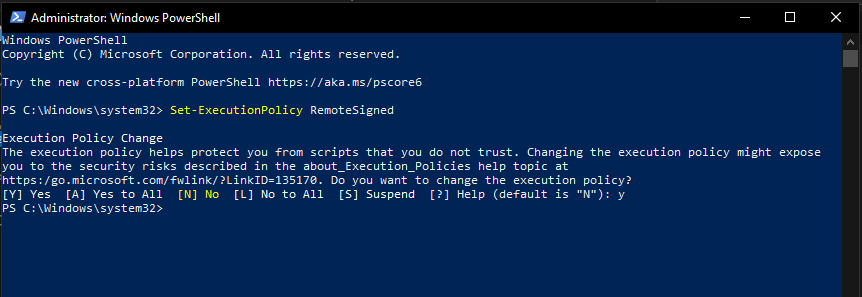 Administrator: Windows PowerShell
Windows PowerShell
Copyright (C) Microsoft Corporation. All rights reserved.
Try the new cross-platform PowerShell https://aka.ms/pscore6
PS C:\Windows\system32> Set-ExecutionPolicy RemoteSigned
Execution Policy Change
The execution policy helps protect you from scripts that you do not trust. Changing the execution policy might expose
you to the security risks described in the about_Execution_Policies help topic at
https:/go.microsoft.com/fwlink/?LinkID=135170. Do you want to change the execution policy?
[Y] Yes  [A] Yes to All  [N] No  [L] No to All  [S] Suspend  [?] Help (default is "N"): y
PS C:\Windows\system32>